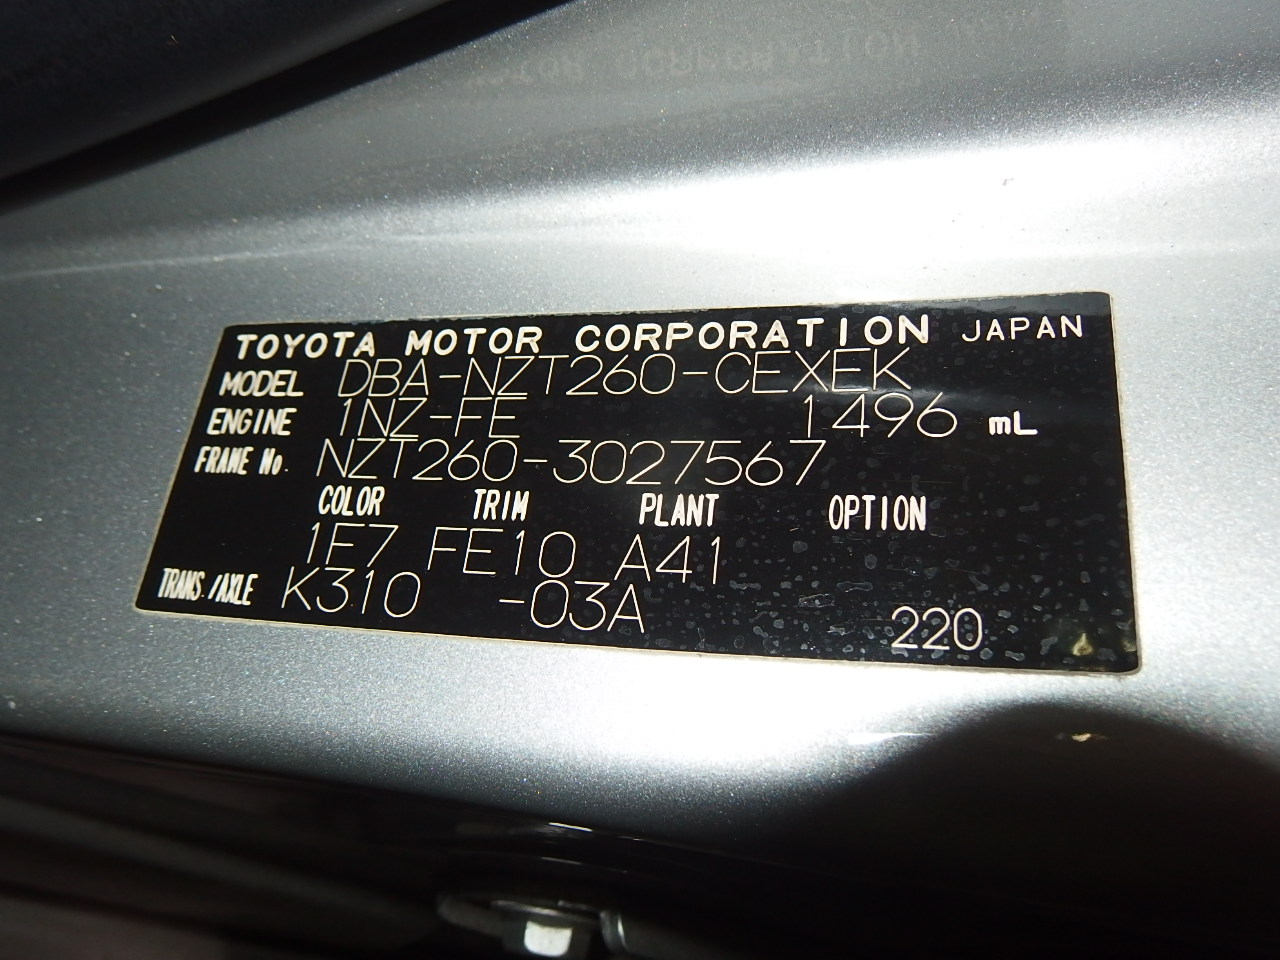 TOYOTA MOTOR CORPORATION JAPAN
MODEL DBA-NZT260-CEXEK
ENGINE 1NZ-FE 1496 mL
FRAME No. NZT260-3027567
COLOR TRIM PLANT OPTION
1F7 FE10 A41
TRANS./AXLE K310 -03A
220